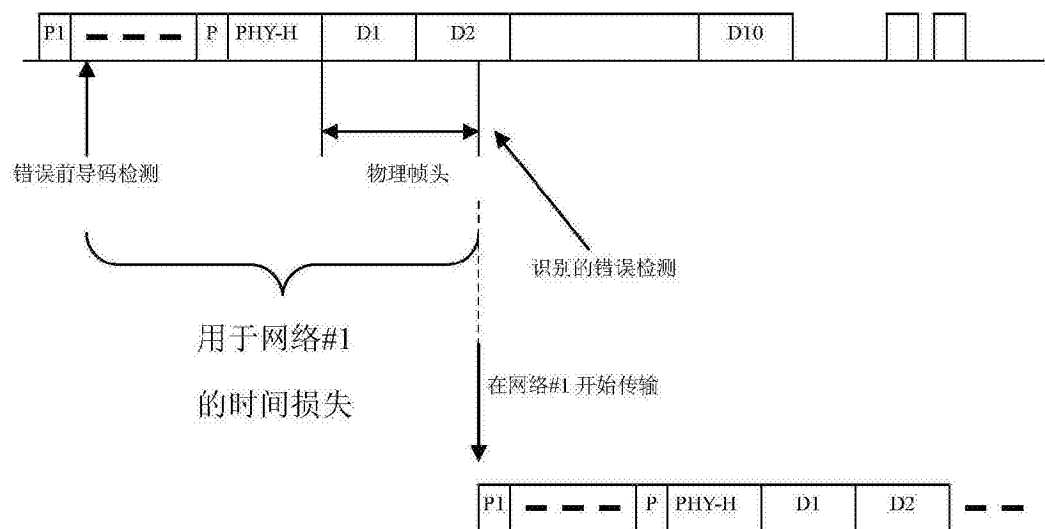 P1 P PHY-H D1 D2 D10
错误前导码检测
物理帧头
识别的错误检测
用于网络#1
的时间损失
在网络#1开始传输
P1 P PHY-H D1 D2